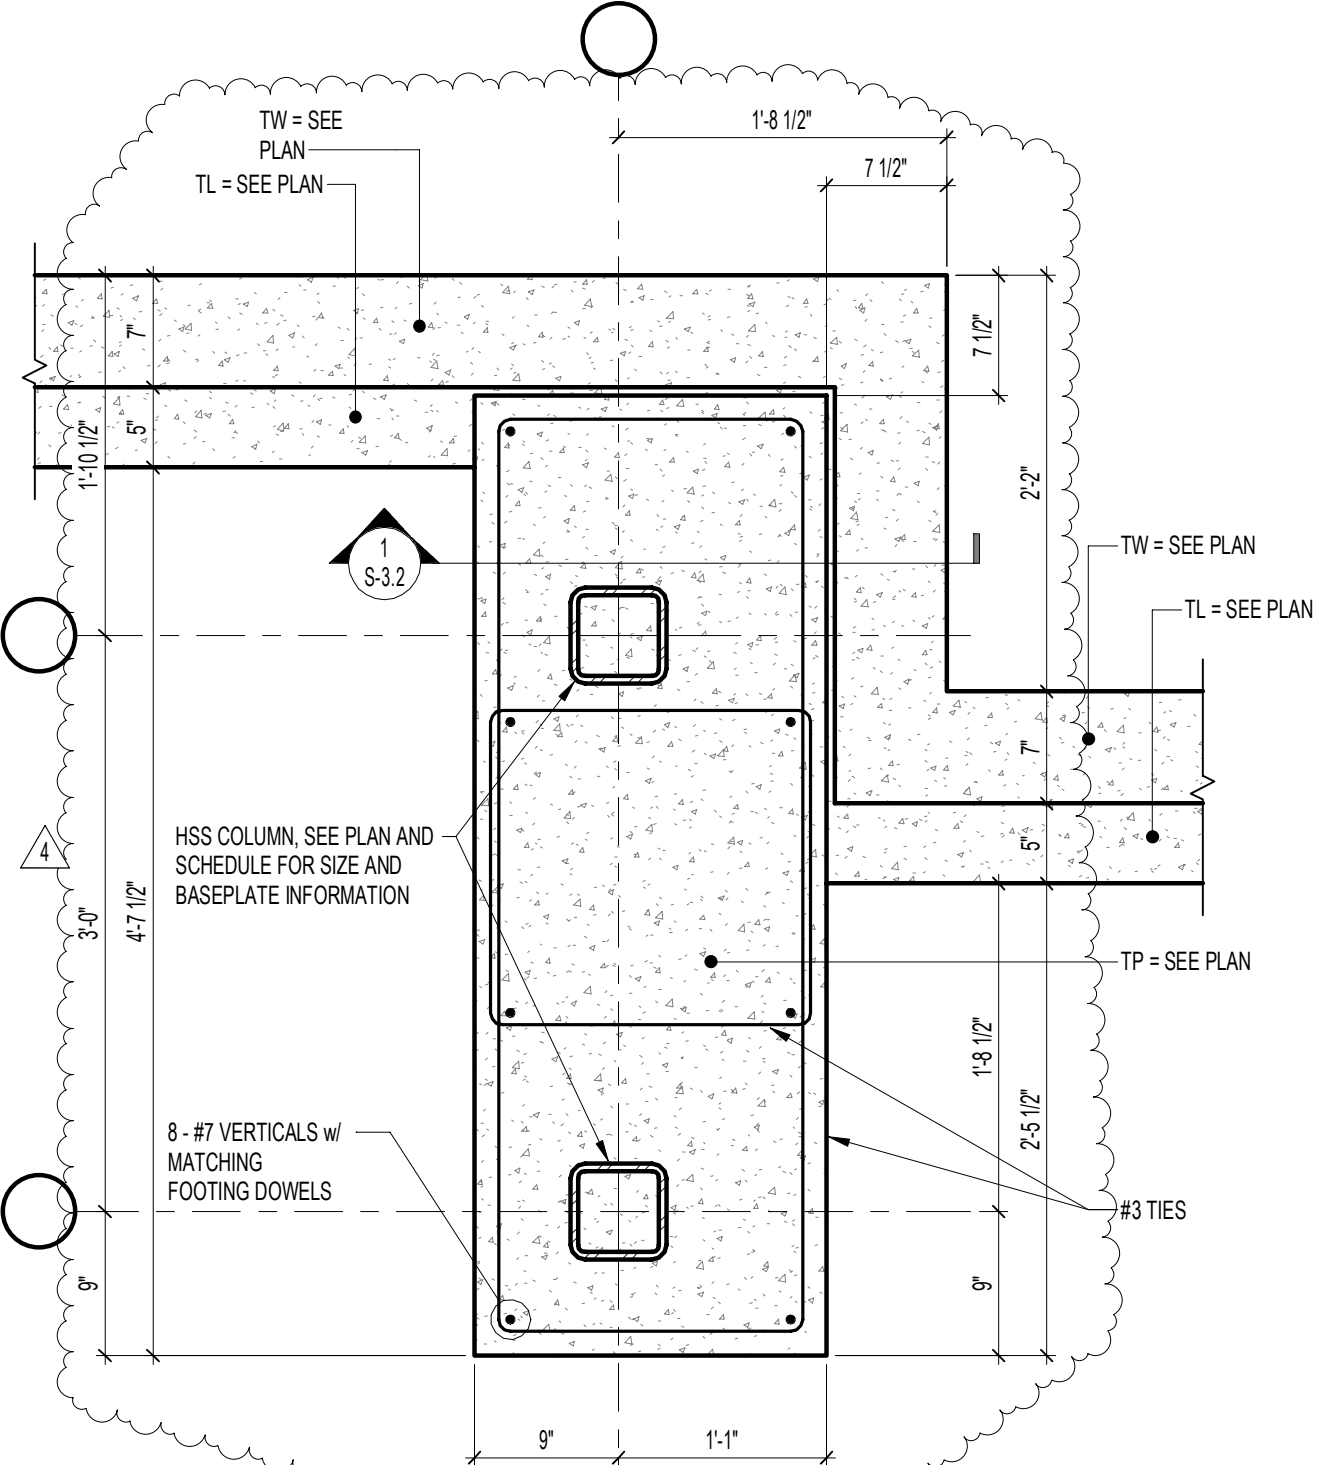 TW = SEE
PLAN
1'-8 1/2"
TL = SEE PLAN
7 1/2"
7"
7 1/2"
5"
1'-10 1/2"
2'-2"
1
S-3.2
TW = SEE PLAN
TL = SEE PLAN
7"
HSS COLUMN, SEE PLAN AND
SCHEDULE FOR SIZE AND
BASEPLATE INFORMATION
4
5"
3'-0"
4'-7 1/2"
TP = SEE PLAN
1'-8 1/2"
2'-5 1/2"
8 - #7 VERTICALS w/
MATCHING
FOOTING DOWELS
#3 TIES
9"
9"
9"
1'-1"